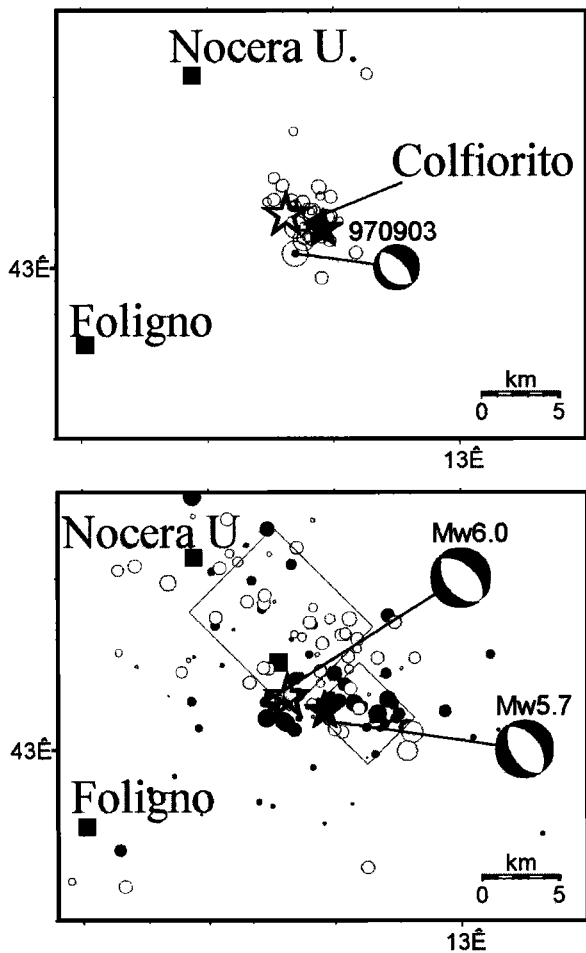 Nocera U.
Colfiorito
970903
43Ê
Foligno
km
0 5
13Ê
Nocera U
Mw6.0
Mw5.7
43Ê
Foligno
km
0 5
13Ê